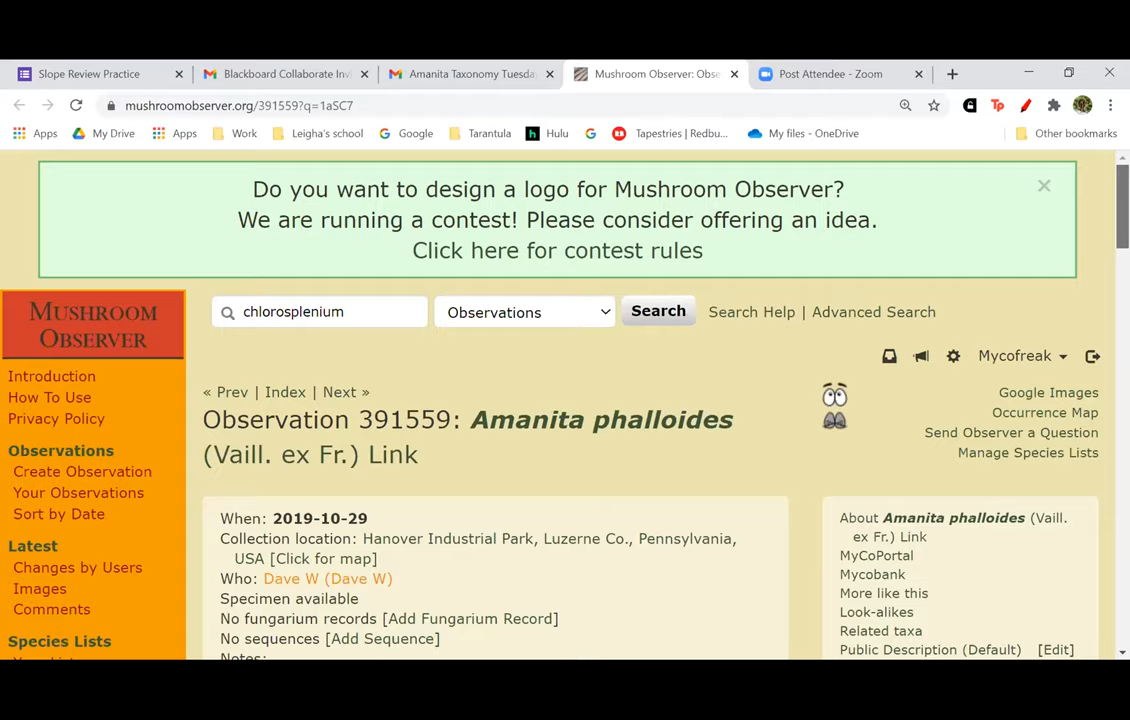 Slope Review Practice
Blackboard Collaborate Inv
Amanita Taxonomy Tuesda
Mushroom Observer: Obse
Post Attendee - Zoom
mushroomobserver.org/391559?q=1aSC7
Apps
My Drive
Apps
Work
Leigha's school
Google
Tarantula
Hulu
Tapestries | Redbu...
My files - OneDrive
Other bookmarks
Do you want to design a logo for Mushroom Observer?
We are running a contest! Please consider offering an idea.
Click here for contest rules
MUSHROOM
OBSERVER
Introduction
How To Use
Privacy Policy
Observations
Create Observation
Your Observations
Sort by Date
Latest
Changes by Users
Images
Comments
Species Lists
chlorosplenium
Observations
Search
Search Help | Advanced Search
Mycofreak
« Prev | Index | Next »
Observation 391559: Amanita phalloides
(Vaill. ex Fr.) Link
Google Images
Occurrence Map
Send Observer a Question
Manage Species Lists
When: 2019-10-29
Collection location: Hanover Industrial Park, Luzerne Co., Pennsylvania,
USA [Click for map]
Who: Dave W (Dave W)
Specimen available
No fungarium records [Add Fungarium Record]
No sequences [Add Sequence]
Notes:
About Amanita phalloides (Vaill.
ex Fr.) Link
MyCoPortal
Mycobank
More like this
Look-alikes
Related taxa
Public Description (Default) [Edit]